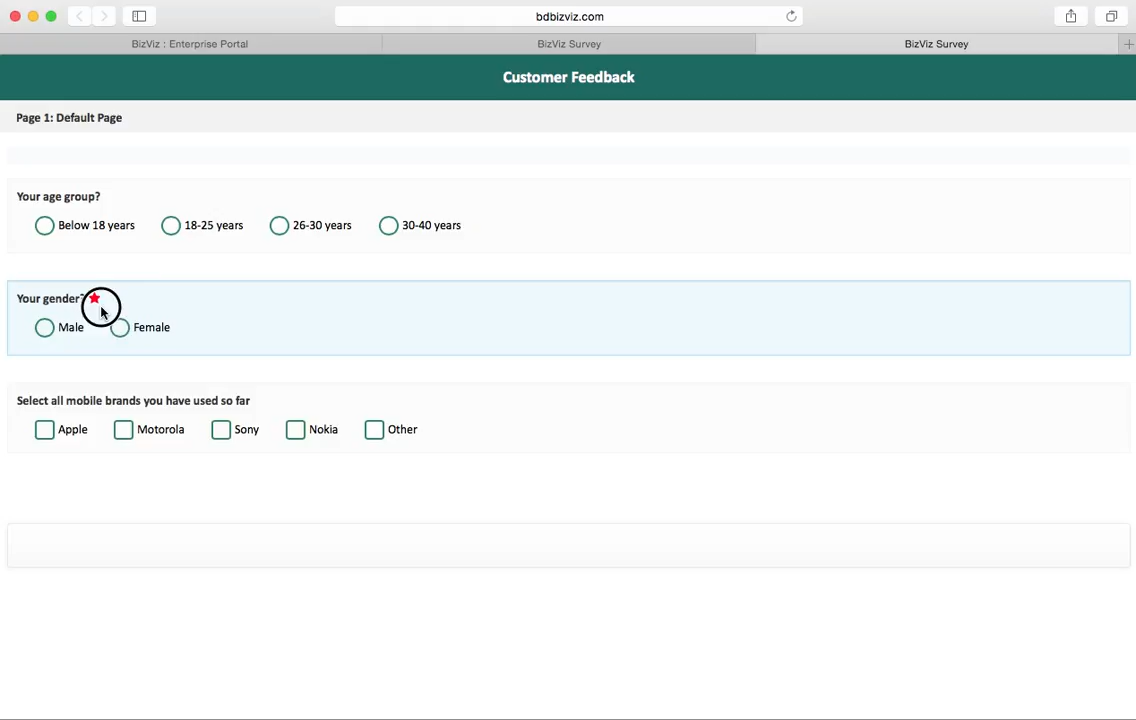 bdbizviz.com
BizViz : Enterprise Portal BizViz Survey BizViz Survey
Customer Feedback
Page 1: Default Page
Your age group?
Below 18 years 18-25 years 26-30 years 30-40 years
Your gender?
Male Female
Select all mobile brands you have used so far
Apple Motorola Sony Nokia Other